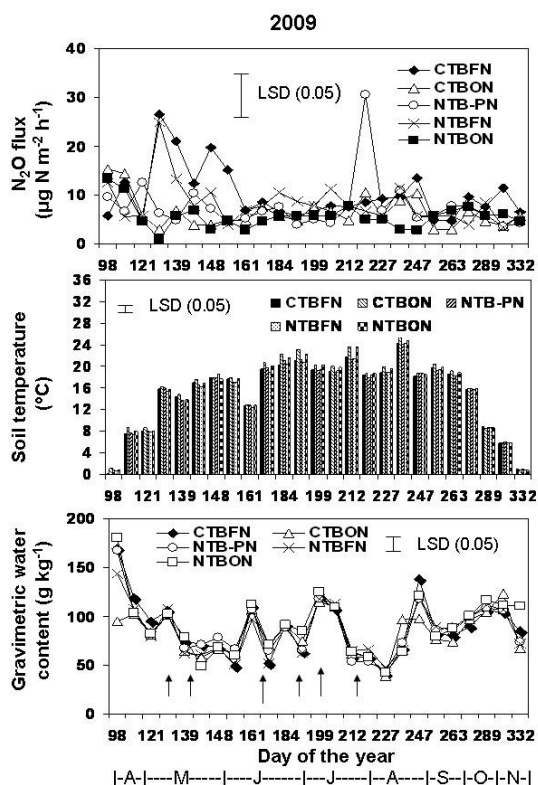 2009
N₂O flux
(µg N m⁻² h⁻¹)
40
30
20
10
0
LSD (0.05)
CTBFN
CTBON
NTB-PN
NTBFN
NTBON
98 121 139 148 161 184 199 212 227 247 263 289 332
Soil temperature
(°C)
36
32
28
24
20
16
12
8
4
0
LSD (0.05)
CTBFN CTBON NTB-PN
NTBFN NTBON
98 121 139 148 161 184 199 212 227 247 263 289 332
Gravimetric water
content (g kg⁻¹)
200
150
100
50
0
CTBFN CTBON
NTB-PN NTBFN
NTBON
LSD (0.05)
98 121 139 148 161 184 199 212 227 247 263 289 332
Day of the year
|-A-|----M-----|-----J-----|-----J-----|----A----|-S--|-O-|-N-|